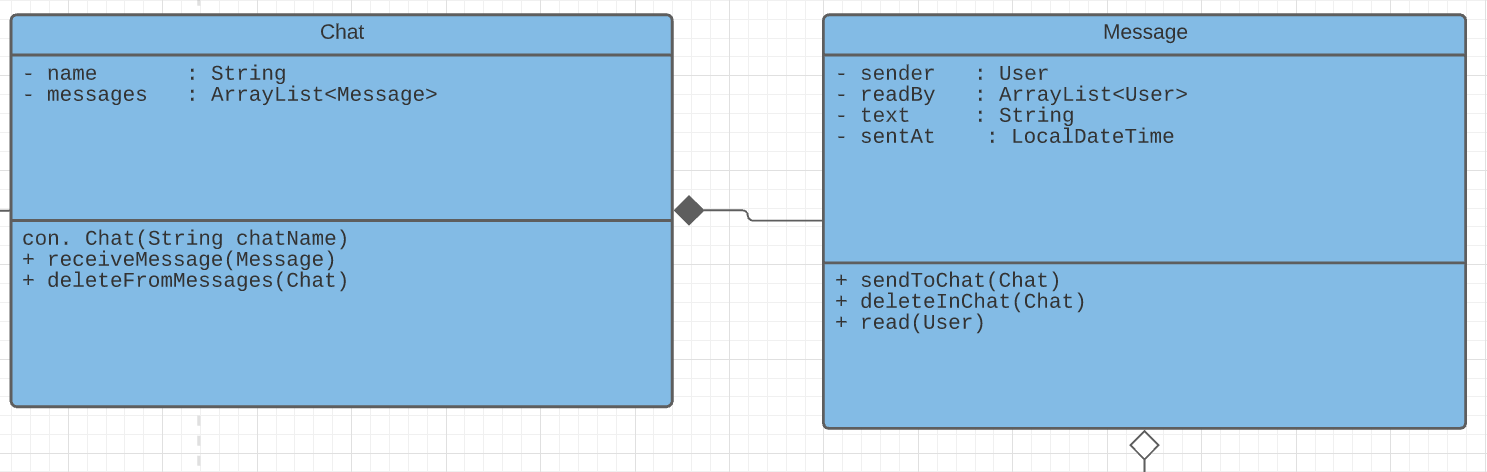 Chat
- name : String
- messages : ArrayList<Message>
con. Chat(String chatName)
+ receiveMessage(Message)
+ deleteFromMessages(Chat)
Message
- sender : User
- readBy : ArrayList<User>
- text : String
- sentAt : LocalDateTime
+ sendToChat(Chat)
+ deleteInChat(Chat)
+ read(User)